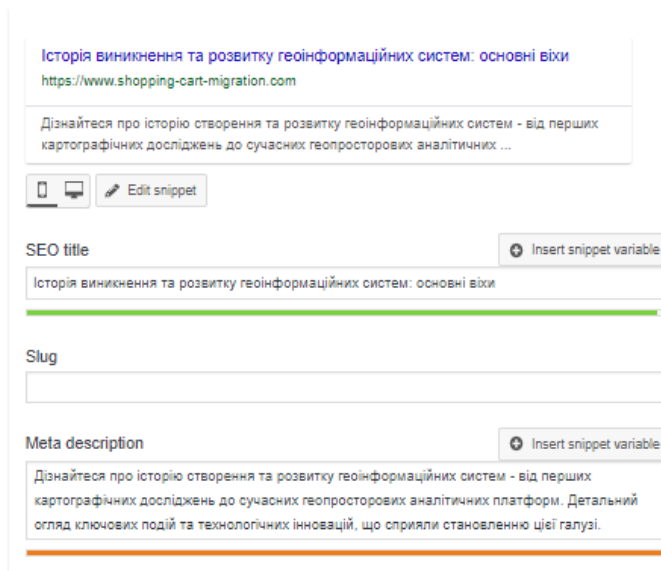 Історія виникнення та розвитку геоінформаційних систем: основні віхи
https://www.shopping-cart-migration.com
Дізнайтеся про історію створення та розвитку геоінформаційних систем - від перших
картографічних досліджень до сучасних геопросторових аналітичних ...
Edit snippet
SEO title
Insert snippet variable
Історія виникнення та розвитку геоінформаційних систем: основні віхи
Slug
Meta description
Insert snippet variable
Дізнайтеся про історію створення та розвитку геоінформаційних систем - від перших
картографічних досліджень до сучасних геопросторових аналітичних платформ. Детальний
огляд ключових подій та технологічних інновацій, що сприяли становленню цієї галузі.